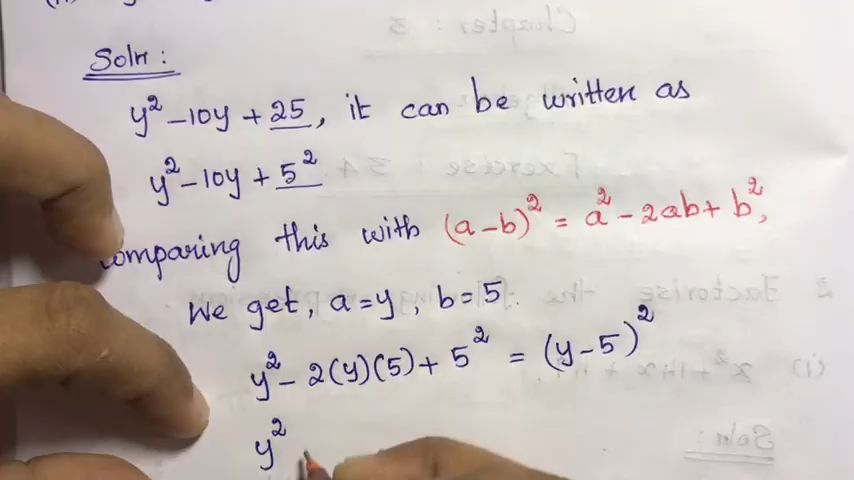 Soln :
y² - 10y + 25, it can be written as
y² - 10y + 5²
comparing this with (a - b)² = a² - 2ab + b²,
We get, a = y, b = 5.
y² - 2(y)(5) + 5² = (y - 5)²
y²